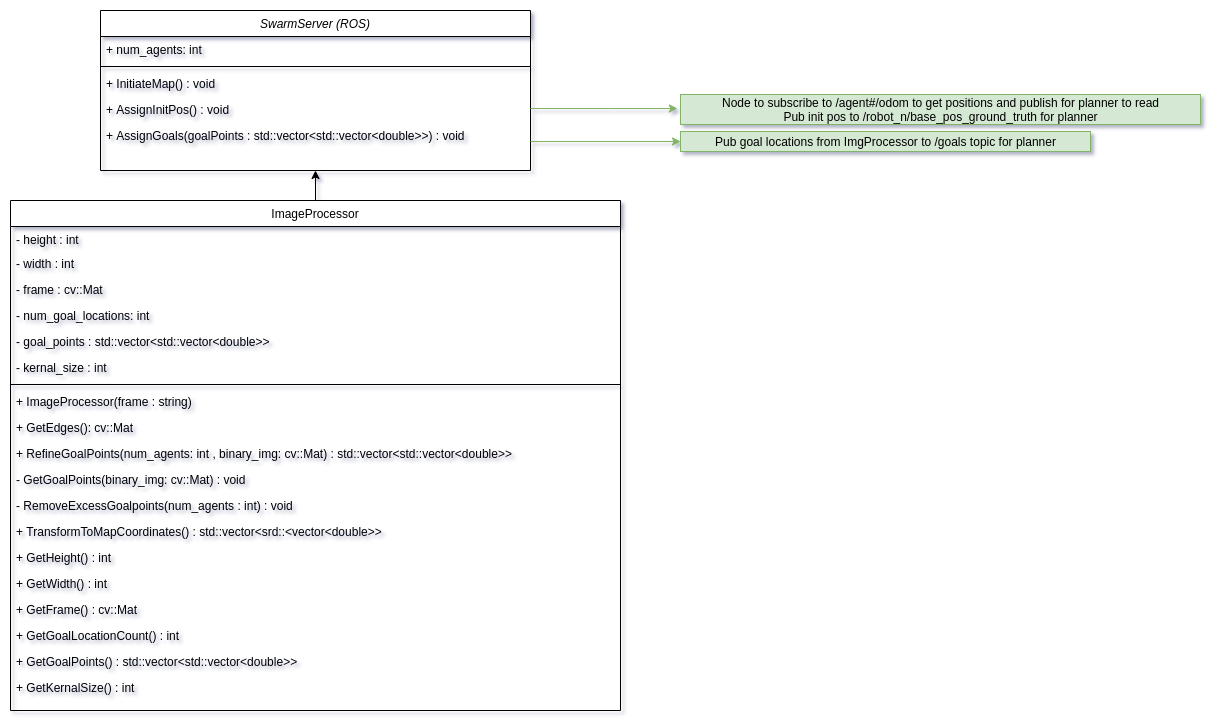 SwarmServer (ROS)
+ num_agents: int
+ InitiateMap() : void
+ AssignInitPos() : void
+ AssignGoals(goalPoints : std::vector<std::vector<double>>) : void
Node to subscribe to /agent#/odom to get positions and publish for planner to read
Pub init pos to /robot_n/base_pos_ground_truth for planner
Pub goal locations from ImgProcessor to /goals topic for planner
ImageProcessor
- height : int
- width : int
- frame : cv::Mat
- num_goal_locations: int
- goal_points : std::vector<std::vector<double>>
- kernal_size : int
+ ImageProcessor(frame : string)
+ GetEdges(): cv::Mat
+ RefineGoalPoints(num_agents: int , binary_img: cv::Mat) : std::vector<std::vector<double>>
- GetGoalPoints(binary_img: cv::Mat) : void
- RemoveExcessGoalpoints(num_agents : int) : void
+ TransformToMapCoordinates() : std::vector<srd::<vector<double>>
+ GetHeight() : int
+ GetWidth() : int
+ GetFrame() : cv::Mat
+ GetGoalLocationCount() : int
+ GetGoalPoints() : std::vector<std::vector<double>>
+ GetKernalSize() : int